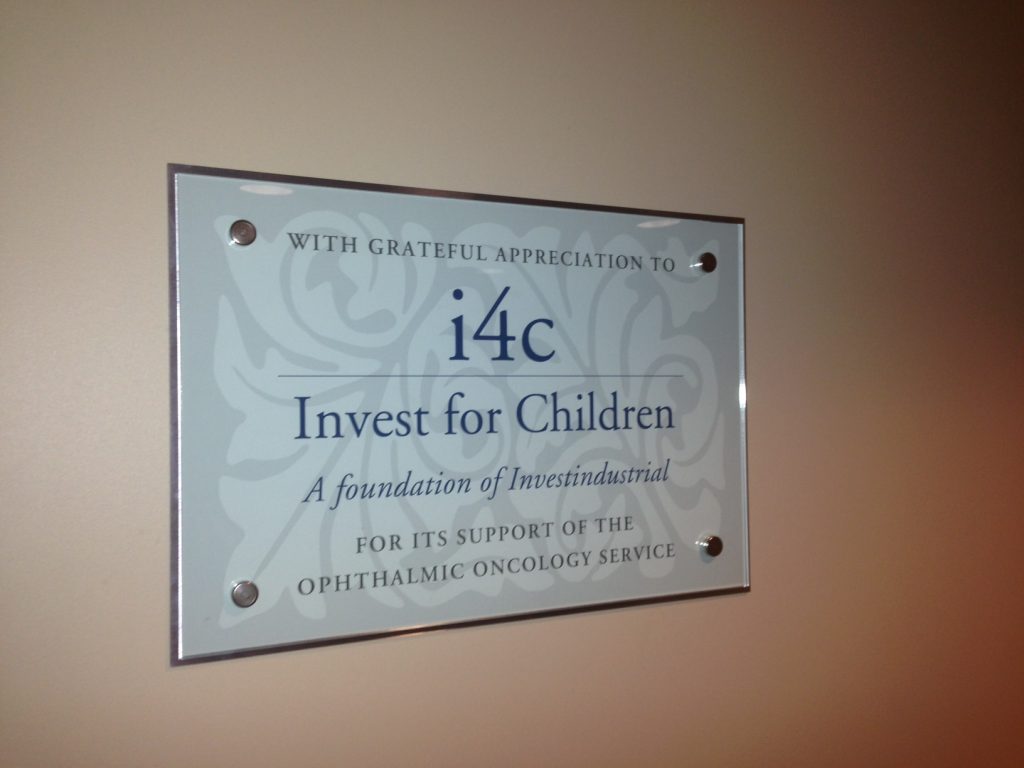 WITH GRATEFUL APPRECIATION TO
i4c
Invest for Children
A foundation of Investindustrial
FOR ITS SUPPORT OF THE
OPHTHALMIC ONCOLOGY SERVICE